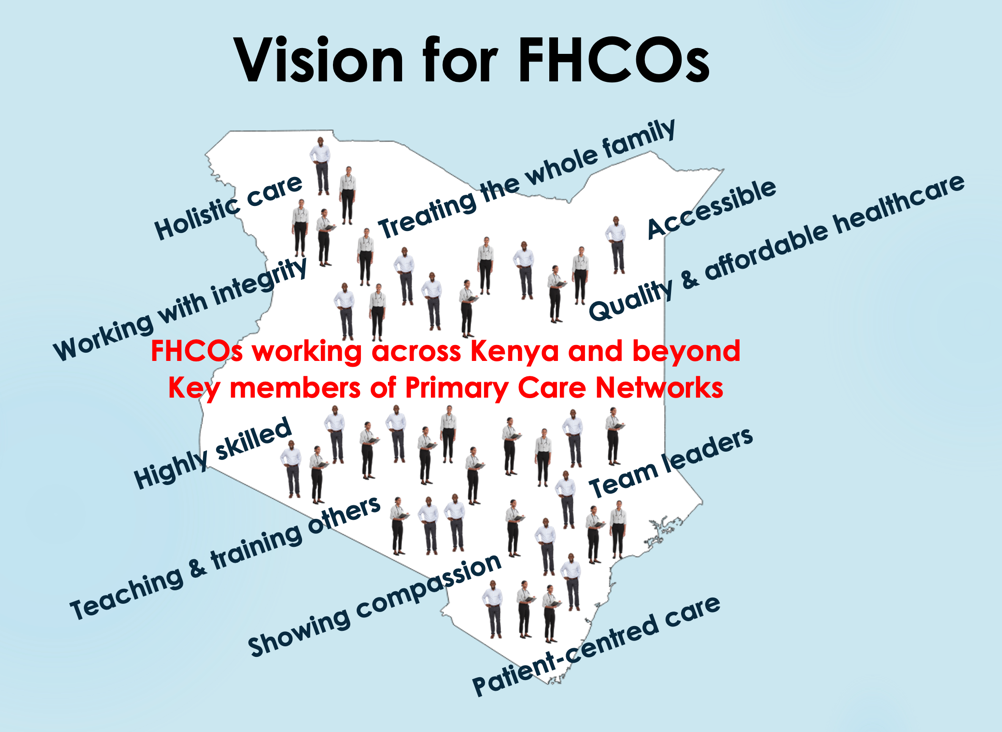 Vision for FHCOs
Treating the whole family
Holistic care
Accessible
Quality & affordable healthcare
Working with integrity
FHCOs working across Kenya and beyond
Key members of Primary Care Networks
Highly skilled
Team leaders
Teaching & training others
Showing compassion
Patient-centred care